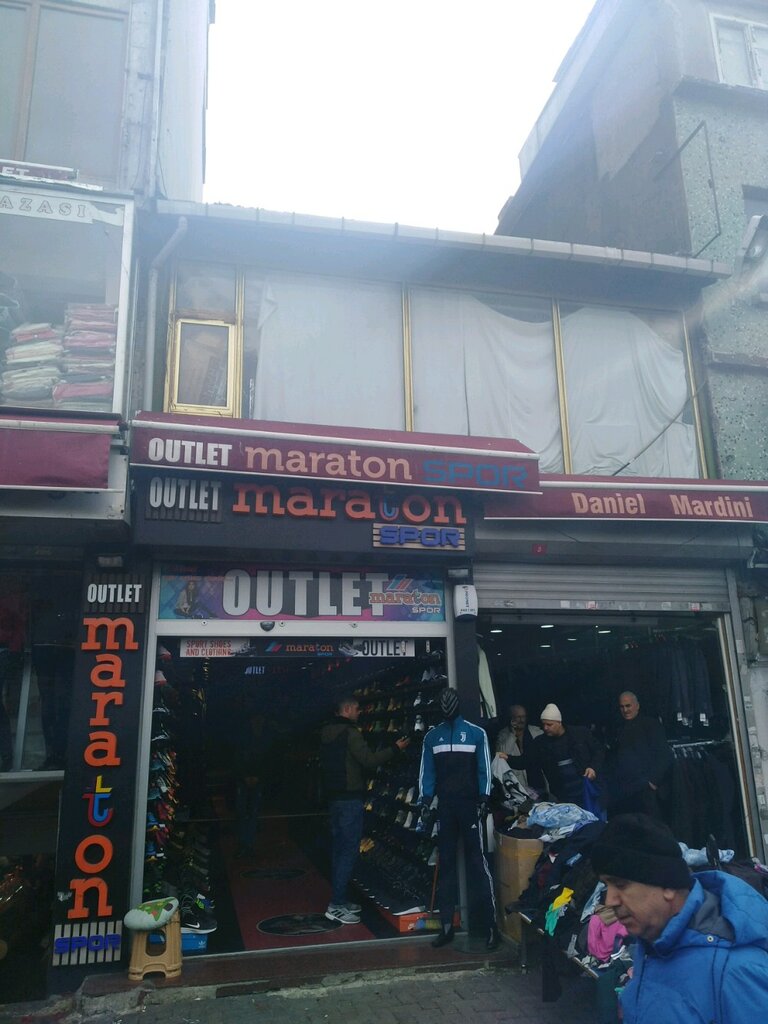 AZASI
OUTLET maraton SPOR
Daniel Mardini
OUTLET maraton
SPOR
OUTLET
maraton
SPOR
OUTLET
maraton
SPOR
SPORT SHOES
AND CLOTHING
maraton
OUTLET
OUTLET